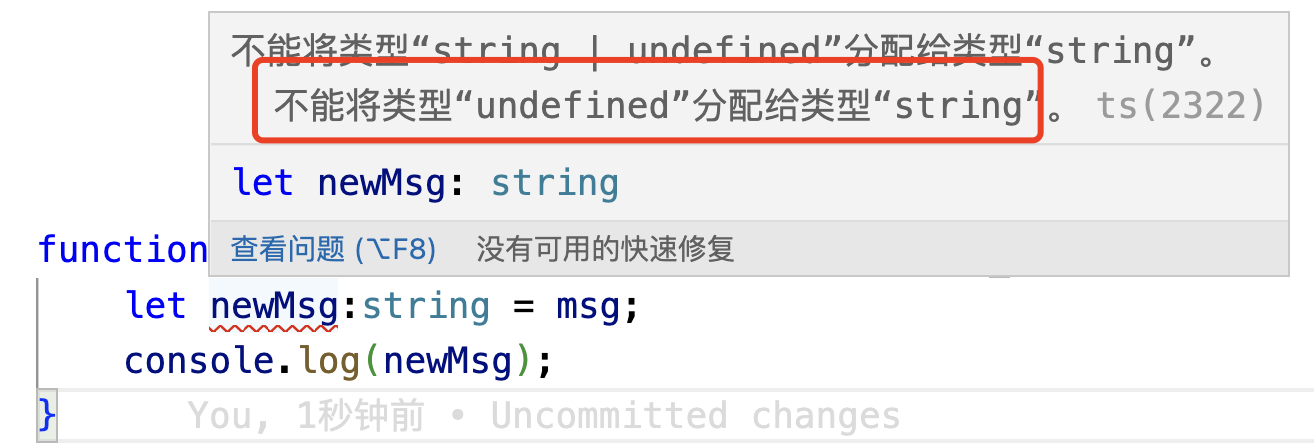 不能将类型“string | undefined”分配给类型“string”。
不能将类型“undefined”分配给类型“string”。 ts(2322)
let newMsg: string
查看问题 (⌥F8) 没有可用的快速修复
function
let newMsg:string = msg;
console.log(newMsg);
} You, 1秒钟前 • Uncommitted changes